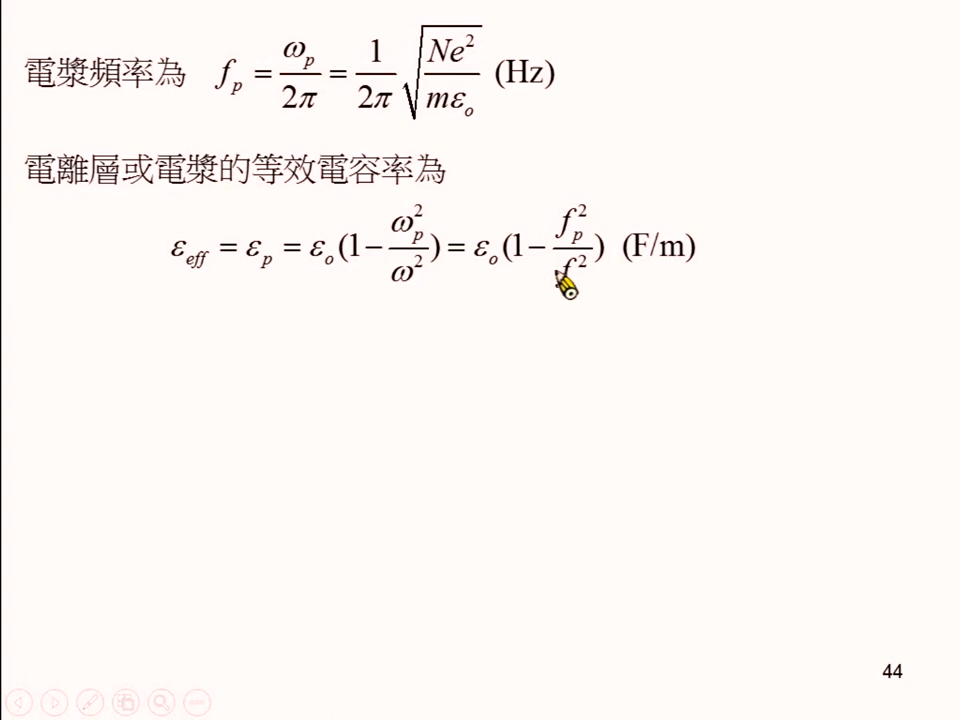 電漿頻率為 f_p = ω_p/2π = 1/2π √(Ne²/mε_o) (Hz)
電離層或電漿的等效電容率為
ε_eff = ε_p = ε_o(1 − ω_p²/ω²) = ε_o(1 − f_p²/f²) (F/m)
44